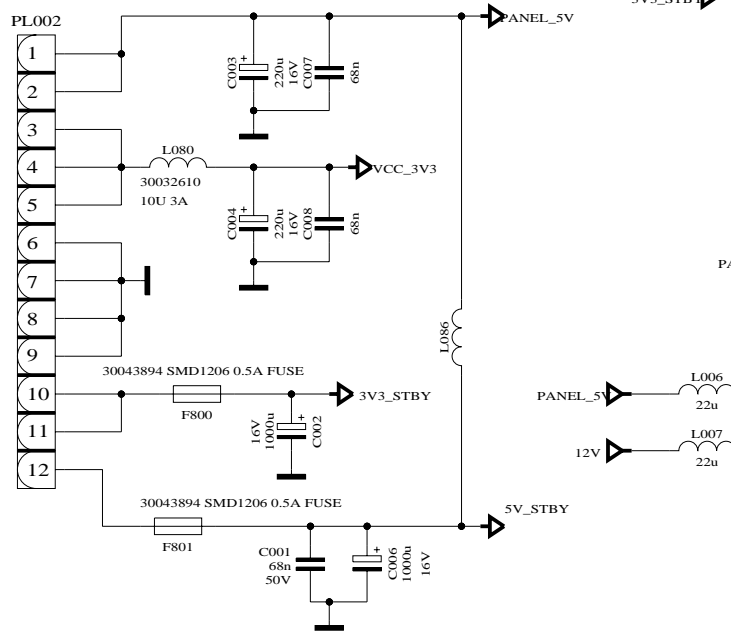 3V3_STBY
PL002
PANEL_5V
1
2
3
4
5
6
7
8
9
10
11
12
C003
220u
16V
C007
68n
L080
30032610
10U 3A
VCC_3V3
C004
220u
16V
C008
68n
L086
30043894 SMD1206 0.5A FUSE
F800
3V3_STBY
16V
1000u
C002
30043894 SMD1206 0.5A FUSE
F801
5V_STBY
C001
68n
50V
C006
1000u
16V
PA
PANEL_5V
L006
22u
12V
L007
22u